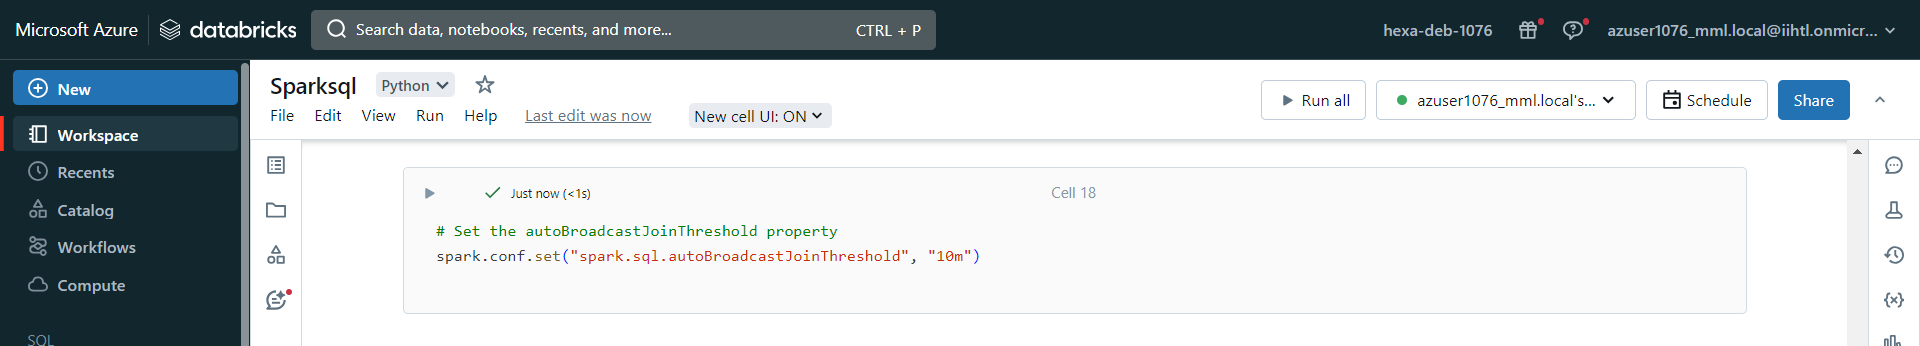 Microsoft Azure databricks Search data, notebooks, recents, and more... CTRL + P hexa-deb-1076 azuser1076_mml.local@iihtl.onmicr...
New
Workspace
Recents
Catalog
Workflows
Compute
SQL
Sparksql Python
File Edit View Run Help Last edit was now New cell UI: ON
Run all azuser1076_mml.local's... Schedule Share
Just now (<1s) Cell 18
# Set the autoBroadcastJoinThreshold property
spark.conf.set("spark.sql.autoBroadcastJoinThreshold", "10m")